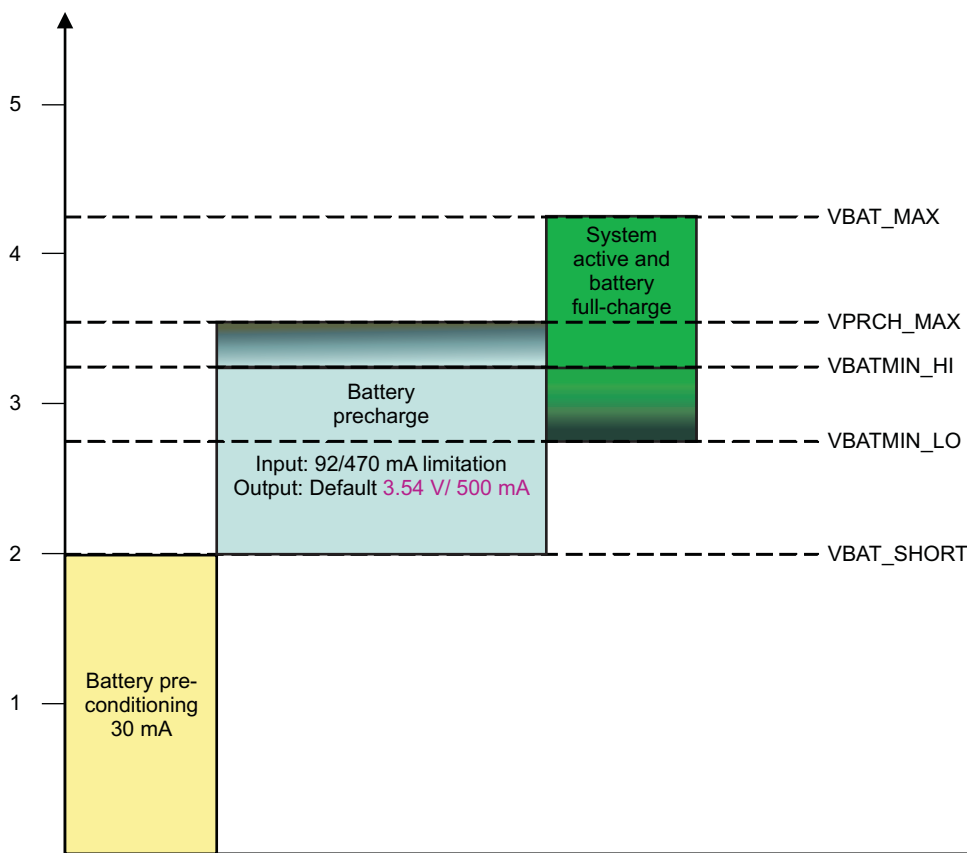 5
VBAT_MAX
4
System
active and
battery
full-charge
VPRCH_MAX
VBATMIN_HI
3
Battery
precharge
VBATMIN_LO
Input: 92/470 mA limitation
Output: Default 3.54 V/ 500 mA
2
VBAT_SHORT
1
Battery pre-
conditioning
30 mA